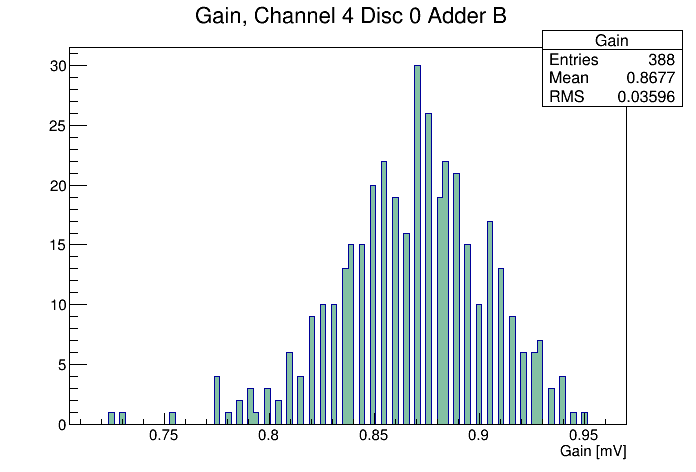 Gain, Channel 4 Disc 0 Adder B
Gain
Entries 388
Mean 0.8677
RMS 0.03596
30
25
20
15
10
5
0
0.75 0.8 0.85 0.9 0.95
Gain [mV]